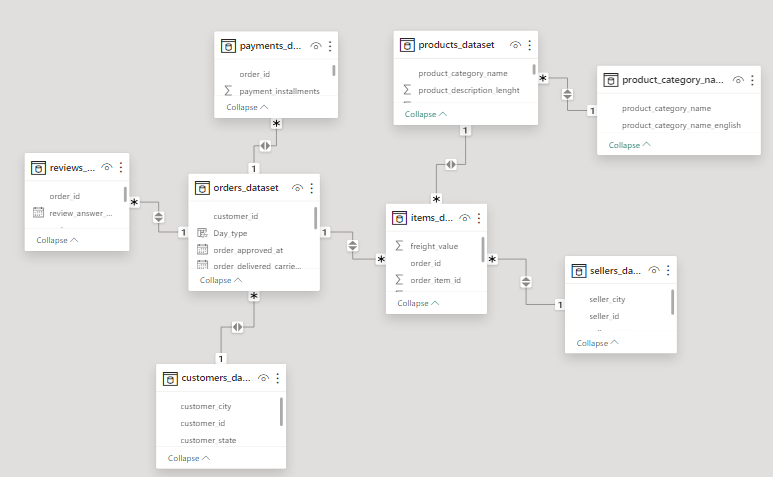 payments_d...
order_id
payment_installments
Collapse
products_dataset
product_category_name
product_description_lenght
Collapse
product_category_na...
product_category_name
product_category_name_english
Collapse
*
1
*
1
1
*
reviews_...
order_id
review_answer_...
Collapse
*
1
orders_dataset
customer_id
Day_type
order_approved_at
order_delivered_carrie...
Collapse
1
*
items_d...
freight_value
order_id
order_item_id
Collapse
*
1
sellers_da...
seller_city
seller_id
Collapse
*
1
customers_da...
customer_city
customer_id
customer_state
Collapse